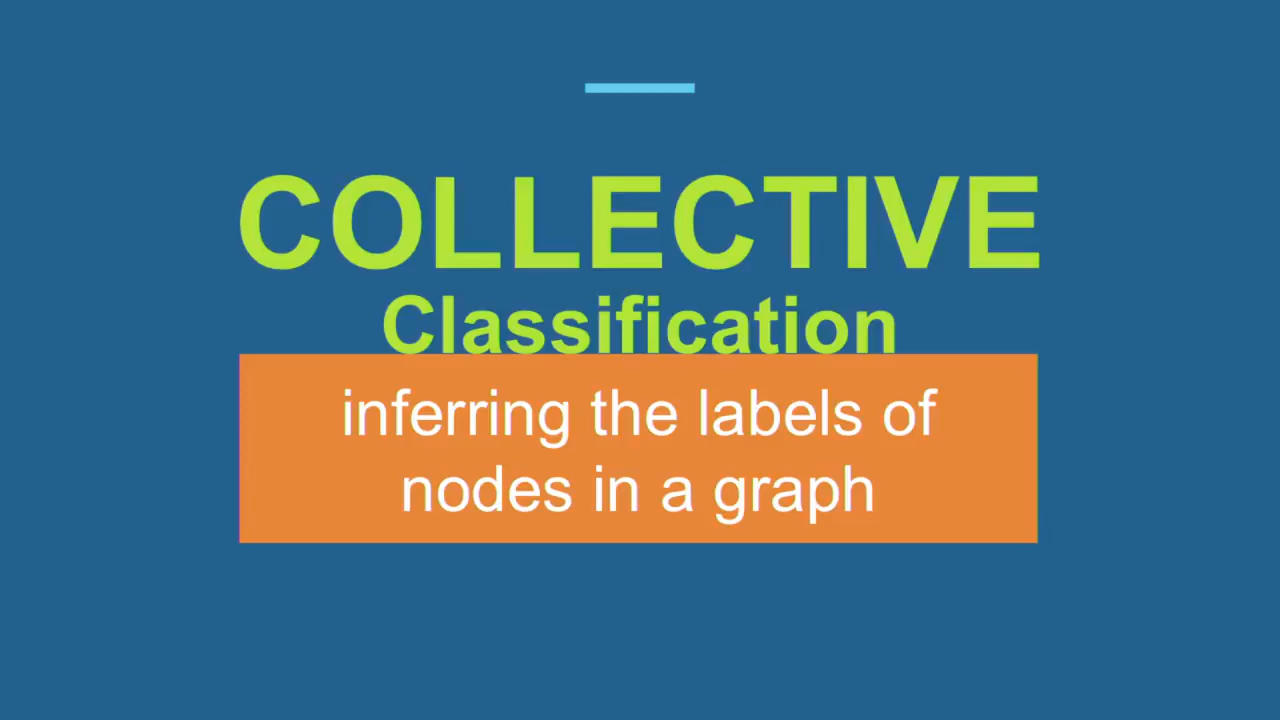 COLLECTIVE
Classification
inferring the labels of
nodes in a graph